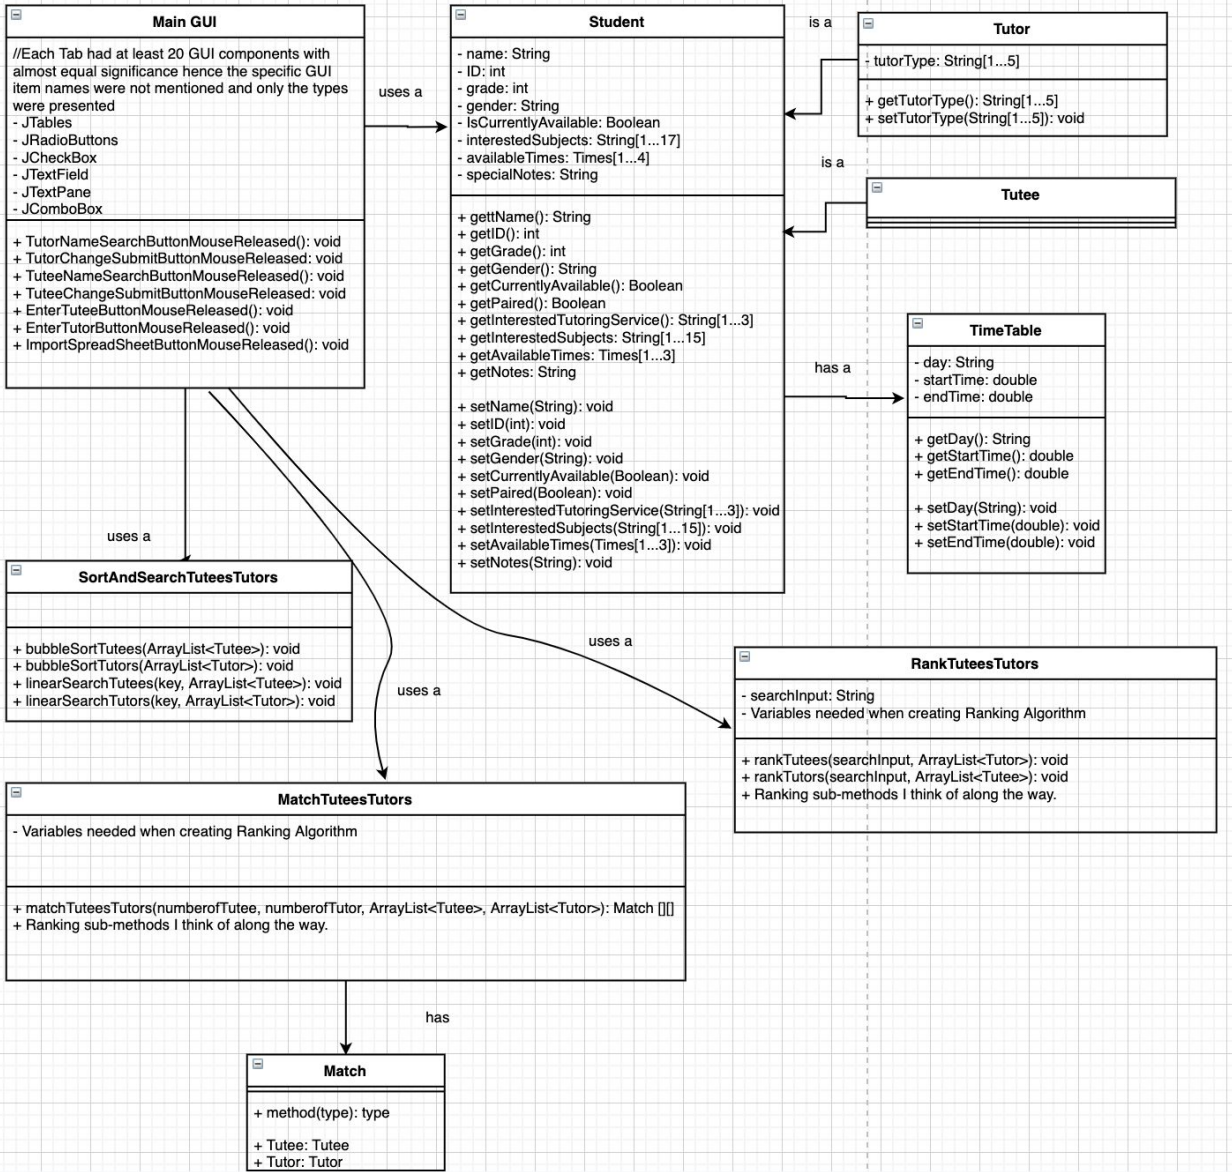 Main GUI
//Each Tab had at least 20 GUI components with
almost equal significance hence the specific GUI
item names were not mentioned and only the types
were presented
- JTables
- JRadioButtons
- JCheckBox
- JTextField
- JTextPane
- JComboBox
+ TutorNameSearchButtonMouseReleased(): void
+ TutorChangeSubmitButtonMouseReleased: void
+ TuteeNameSearchButtonMouseReleased(): void
+ TuteeChangeSubmitButtonMouseReleased: void
+ EnterTuteeButtonMouseReleased(): void
+ EnterTutorButtonMouseReleased(): void
+ ImportSpreadSheetButtonMouseReleased(): void
uses a
Student
- name: String
- ID: int
- grade: int
- gender: String
- IsCurrentlyAvailable: Boolean
- interestedSubjects: String[1...17]
- availableTimes: Times[1...4]
- specialNotes: String
+ gettName(): String
+ getID(): int
+ getGrade(): int
+ getGender(): String
+ getCurrentlyAvailable(): Boolean
+ getPaired(): Boolean
+ getInterestedTutoringService(): String[1...3]
+ getInterestedSubjects: String[1...15]
+ getAvailableTimes: Times[1...3]
+ getNotes: String
+ setName(String): void
+ setID(int): void
+ setGrade(int): void
+ setGender(String): void
+ setCurrentlyAvailable(Boolean): void
+ setPaired(Boolean): void
+ setInterestedTutoringService(String[1...3]): void
+ setInterestedSubjects(String[1...15]): void
+ setAvailableTimes(Times[1...3]): void
+ setNotes(String): void
is a
Tutor
- tutorType: String[1...5]
+ getTutorType(): String[1...5]
+ setTutorType(String[1...5]): void
is a
Tutee
has a
TimeTable
- day: String
- startTime: double
- endTime: double
+ getDay(): String
+ getStartTime(): double
+ getEndTime(): double
+ setDay(String): void
+ setStartTime(double): void
+ setEndTime(double): void
uses a
SortAndSearchTuteesTutors
+ bubbleSortTutees(ArrayList<Tutee>): void
+ bubbleSortTutors(ArrayList<Tutor>): void
+ linearSearchTutees(key, ArrayList<Tutee>): void
+ linearSearchTutors(key, ArrayList<Tutor>): void
uses a
uses a
RankTuteesTutors
- searchInput: String
- Variables needed when creating Ranking Algorithm
+ rankTutees(searchInput, ArrayList<Tutor>): void
+ rankTutors(searchInput, ArrayList<Tutee>): void
+ Ranking sub-methods I think of along the way.
MatchTuteesTutors
- Variables needed when creating Ranking Algorithm
+ matchTuteesTutors(numberofTutee, numberofTutor, ArrayList<Tutee>, ArrayList<Tutor>): Match [][]
+ Ranking sub-methods I think of along the way.
has
Match
+ method(type): type
+ Tutee: Tutee
+ Tutor: Tutor